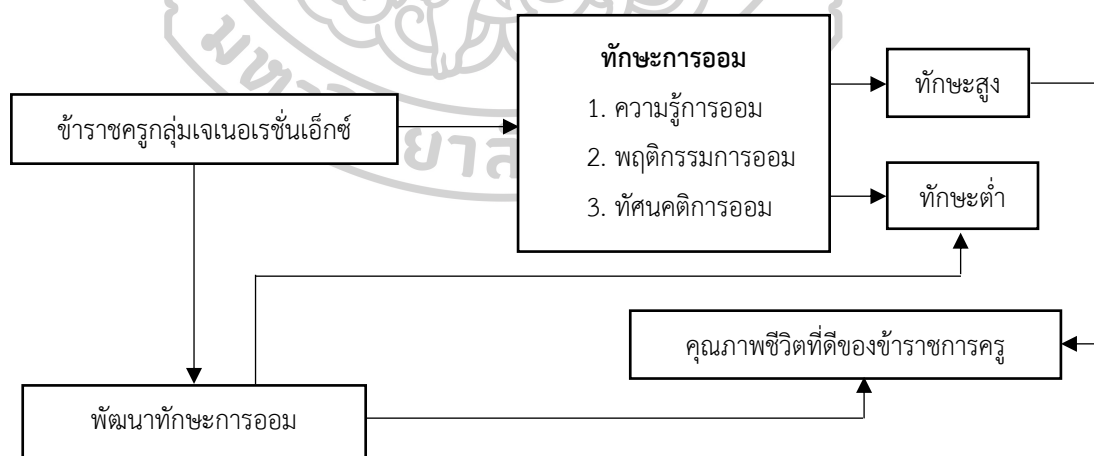 ทักษะการออม
1. ความรู้การออม
2. พฤติกรรมการออม
3. ทัศนคติการออม
ทักษะสูง
ข้าราชครูกลุ่มเจเนอเรชั่นเอ็กซ์
ทักษะต่ำ
คุณภาพชีวิตที่ดีของข้าราชการครู
พัฒนาทักษะการออม